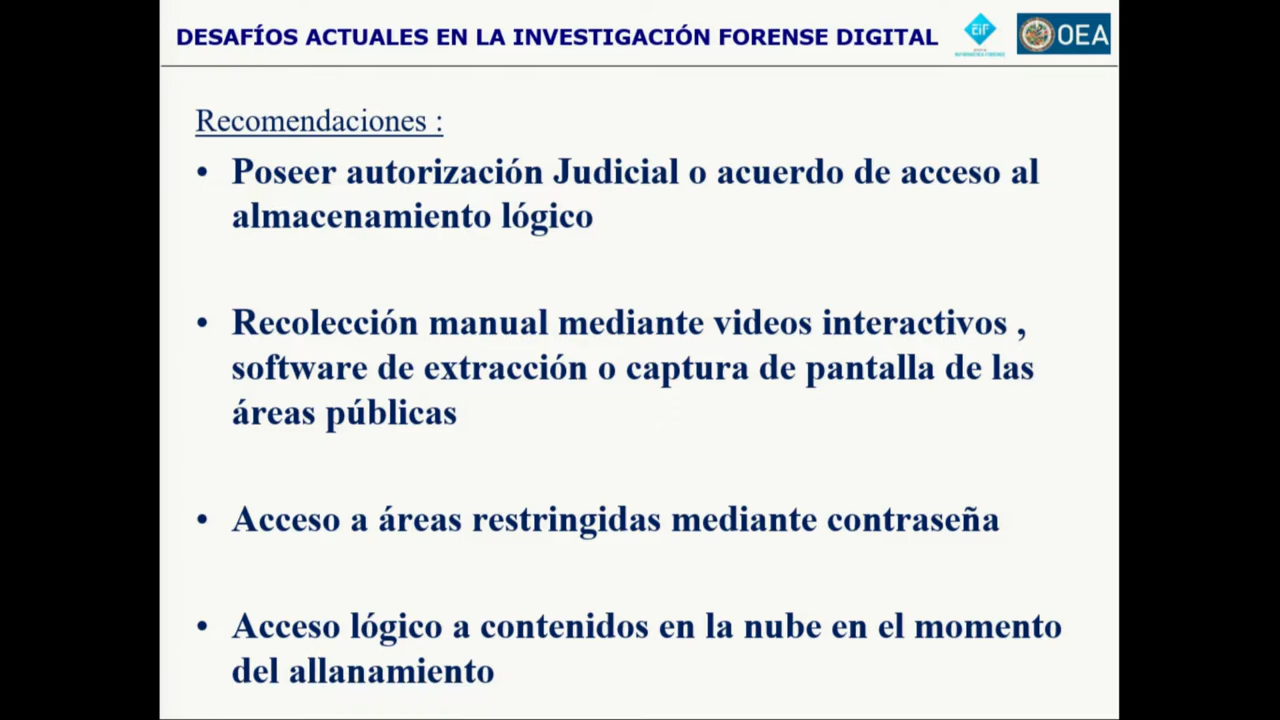 DESAFÍOS ACTUALES EN LA INVESTIGACIÓN FORENSE DIGITAL
EIF
OEA
Recomendaciones :
• Poseer autorización Judicial o acuerdo de acceso al
almacenamiento lógico
• Recolección manual mediante videos interactivos ,
software de extracción o captura de pantalla de las
áreas públicas
• Acceso a áreas restringidas mediante contraseña
• Acceso lógico a contenidos en la nube en el momento
del allanamiento